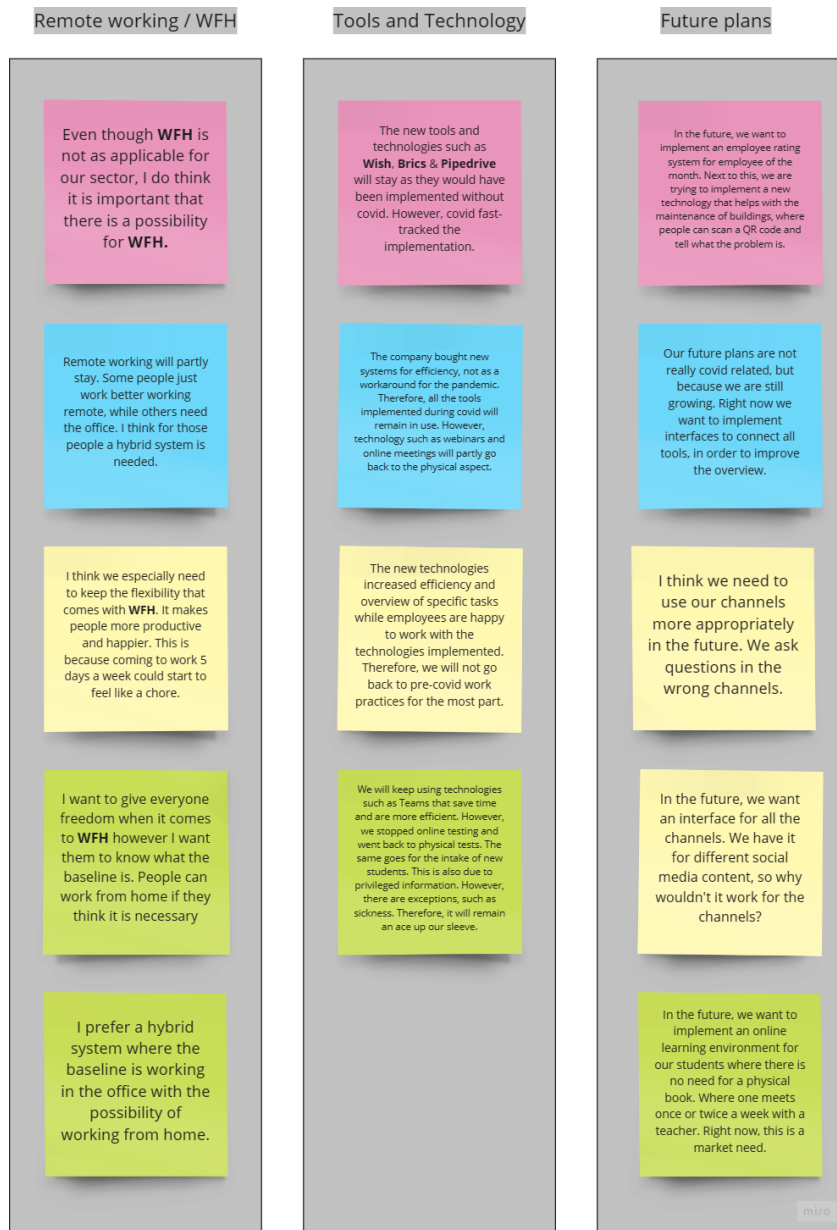 Remote working / WFH
Even though WFH is
not as applicable for
our sector, I do think
it is important that
there is a possibility
for WFH.
Remote working will partly
stay. Some people just
work better working
remote, while others need
the office. I think for those
people a hybrid system is
needed.
I think we especially need
to keep the flexibility that
comes with WFH. It makes
people more productive
and happier. This is
because coming to work 5
days a week could start to
feel like a chore.
I want to give everyone
freedom when it comes
to WFH however I want
them to know what the
baseline is. People can
work from home if they
think it is necessary
I prefer a hybrid
system where the
baseline is working
in the office with the
possibility of
working from home.
Tools and Technology
The new tools and
technologies such as
Wish, Brics & Pipedrive
will stay as they would have
been implemented without
covid. However, covid fast-
tracked the
implementation.
The company bought new
systems for efficiency, not as a
workaround for the pandemic.
Therefore, all the tools
implemented during covid will
remain in use. However,
technology such as webinars and
online meetings will partly go
back to the physical aspect.
The new technologies
increased efficiency and
overview of specific tasks
while employees are happy
to work with the
technologies implemented.
Therefore, we will not go
back to pre-covid work
practices for the most part.
We will keep using technologies
such as Teams that save time
and are more efficient. However,
we stopped online testing and
went back to physical tests. The
same goes for the intake of new
students. This is also due to
privileged information. However,
there are exceptions, such as
sickness. Therefore, it will remain
an ace up our sleeve.
Future plans
In the future, we want to
implement an employee rating
system for employee of the
month. Next to this, we are
trying to implement a new
technology that helps with the
maintenance of buildings, where
people can scan a QR code and
tell what the problem is.
Our future plans are not
really covid related, but
because we are still
growing. Right now we
want to implement
interfaces to connect all
tools, in order to improve
the overview.
I think we need to
use our channels
more appropriately
in the future. We ask
questions in the
wrong channels.
In the future, we want
an interface for all the
channels. We have it
for different social
media content, so why
wouldn't it work for the
channels?
In the future, we want to
implement an online
learning environment for
our students where there is
no need for a physical
book. Where one meets
once or twice a week with a
teacher. Right now, this is a
market need.
miro